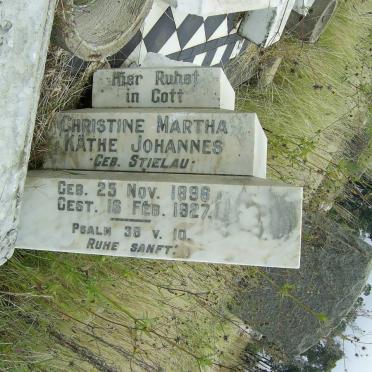 Hier Ruhet
in Gott
CHRISTINE MARTHA
KÄTHE JOHANNES
GEB. STIELAU
GEB. 25 NOV. 1896
GEST. 16 FEB. 1927.
PSALM 38 V. 10
RUHE SANFT